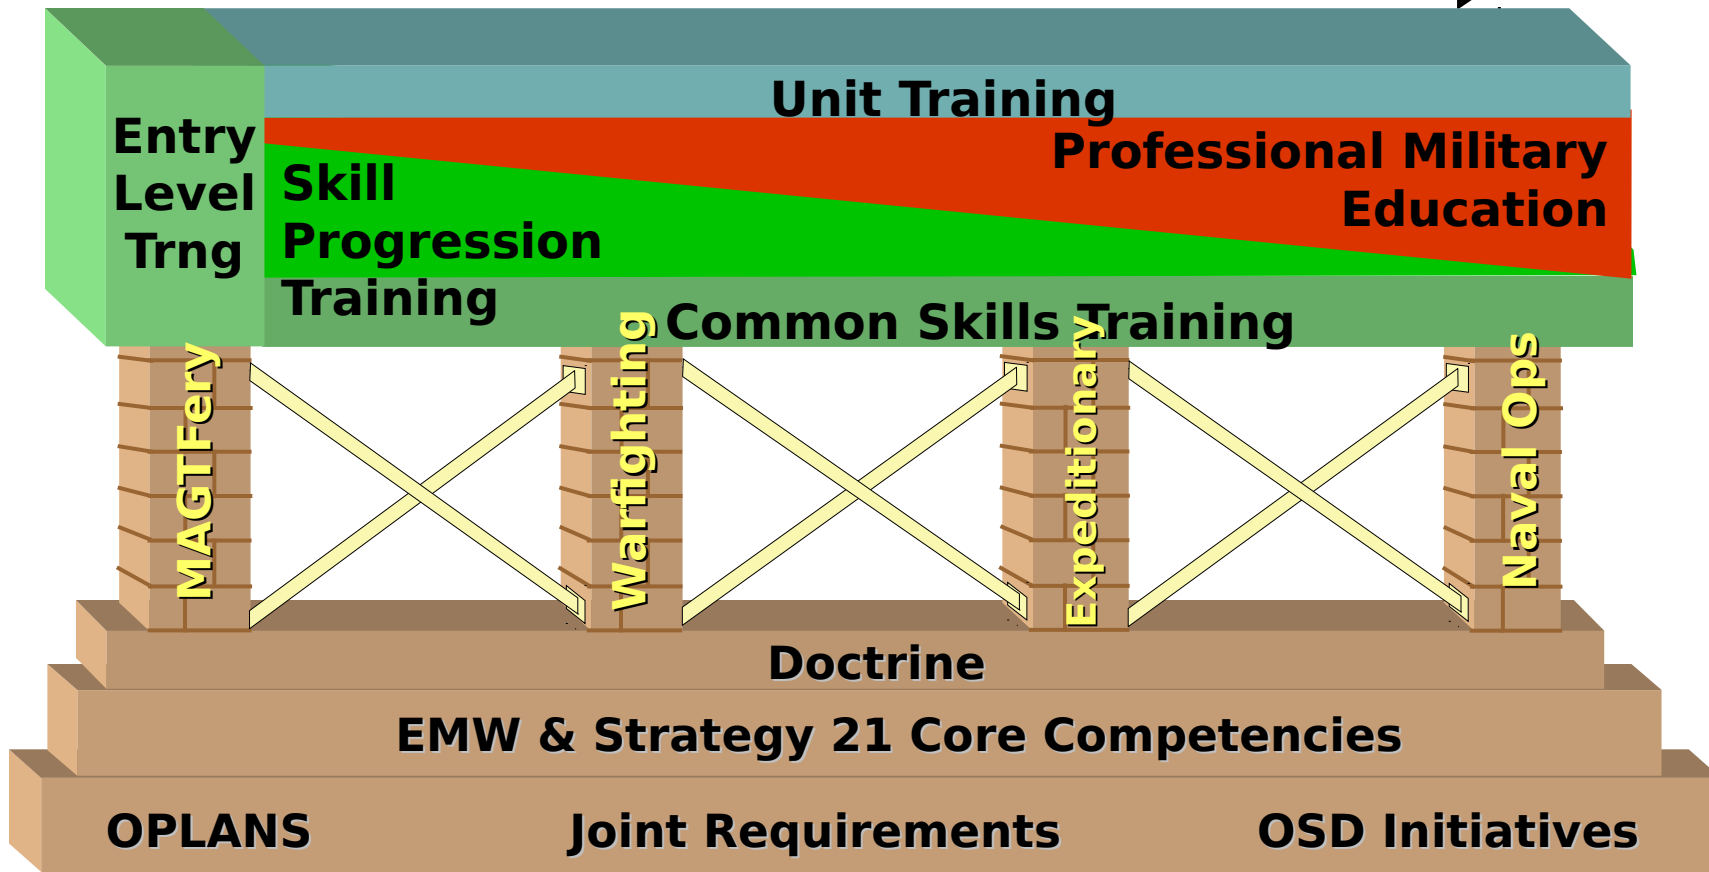 Unit Training
Entry
Level
Trng
Professional Military
Education
Skill
Progression
Training
Common Skills Training
MAGTFery
Warfighting
Expeditionary
Naval Ops
Doctrine
EMW & Strategy 21 Core Competencies
OPLANS
Joint Requirements
OSD Initiatives